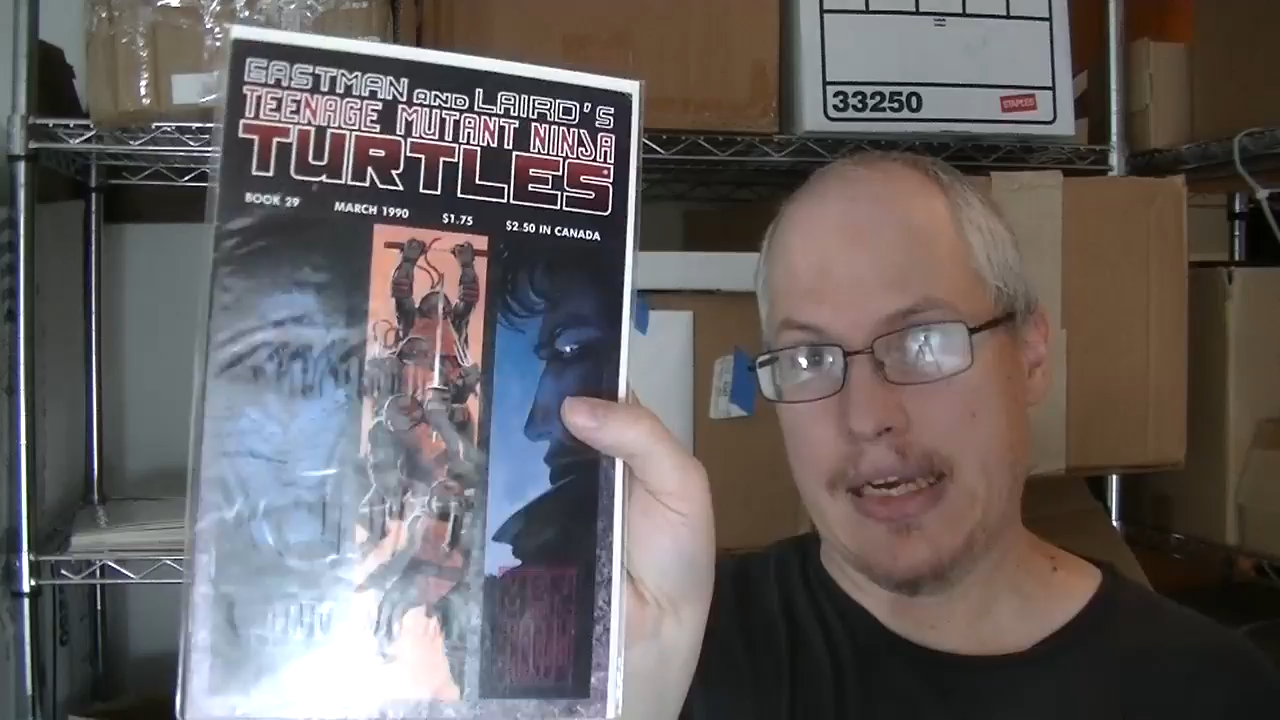 EASTMAN AND LAIRD'S
TEENAGE MUTANT NINJA
TURTLES
BOOK 29 MARCH 1990 $1.75 $2.50 IN CANADA
33250 STAPLES